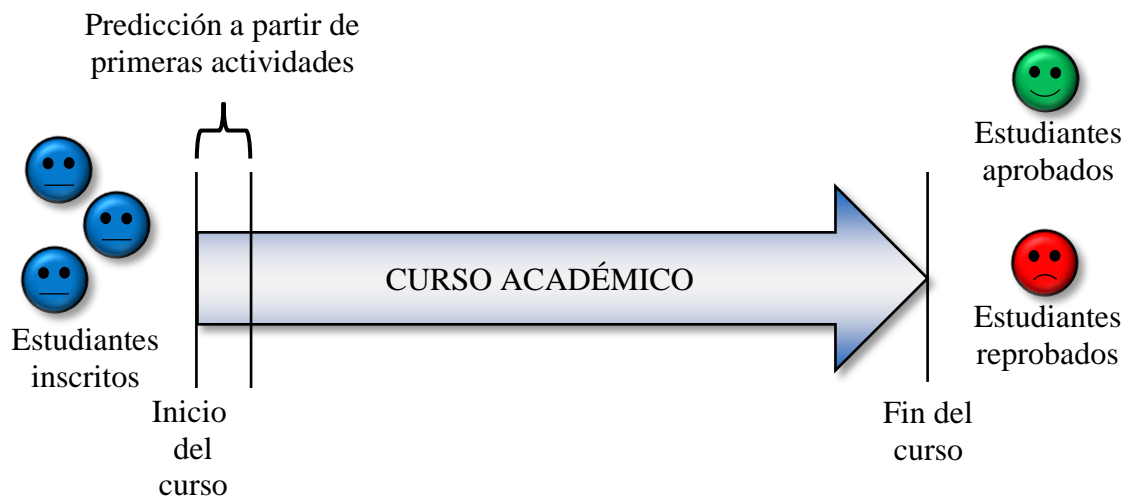 Predicción a partir de
primeras actividades
Estudiantes
inscritos
Inicio
del
curso
CURSO ACADÉMICO
Fin del
curso
Estudiantes
aprobados
Estudiantes
reprobados